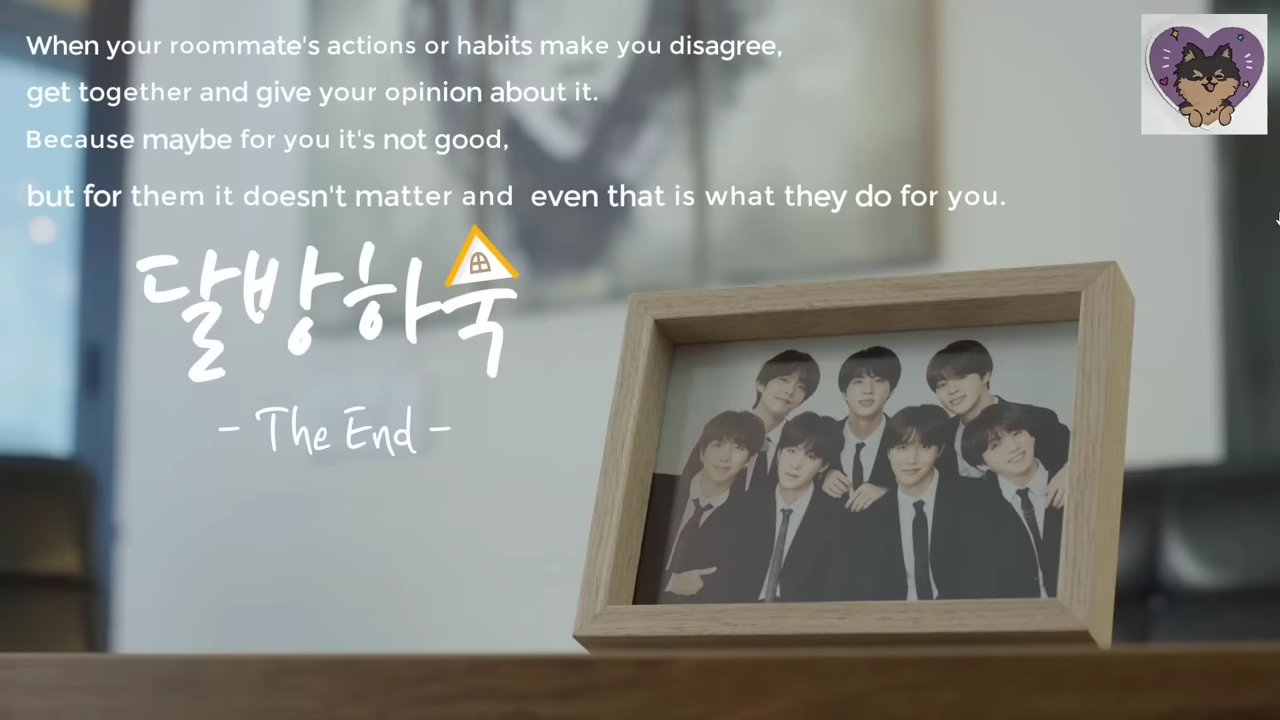 When your roommate's actions or habits make you disagree,
get together and give your opinion about it.
Because maybe for you it's not good,
but for them it doesn't matter and even that is what they do for you.
달방하숙
- The End -